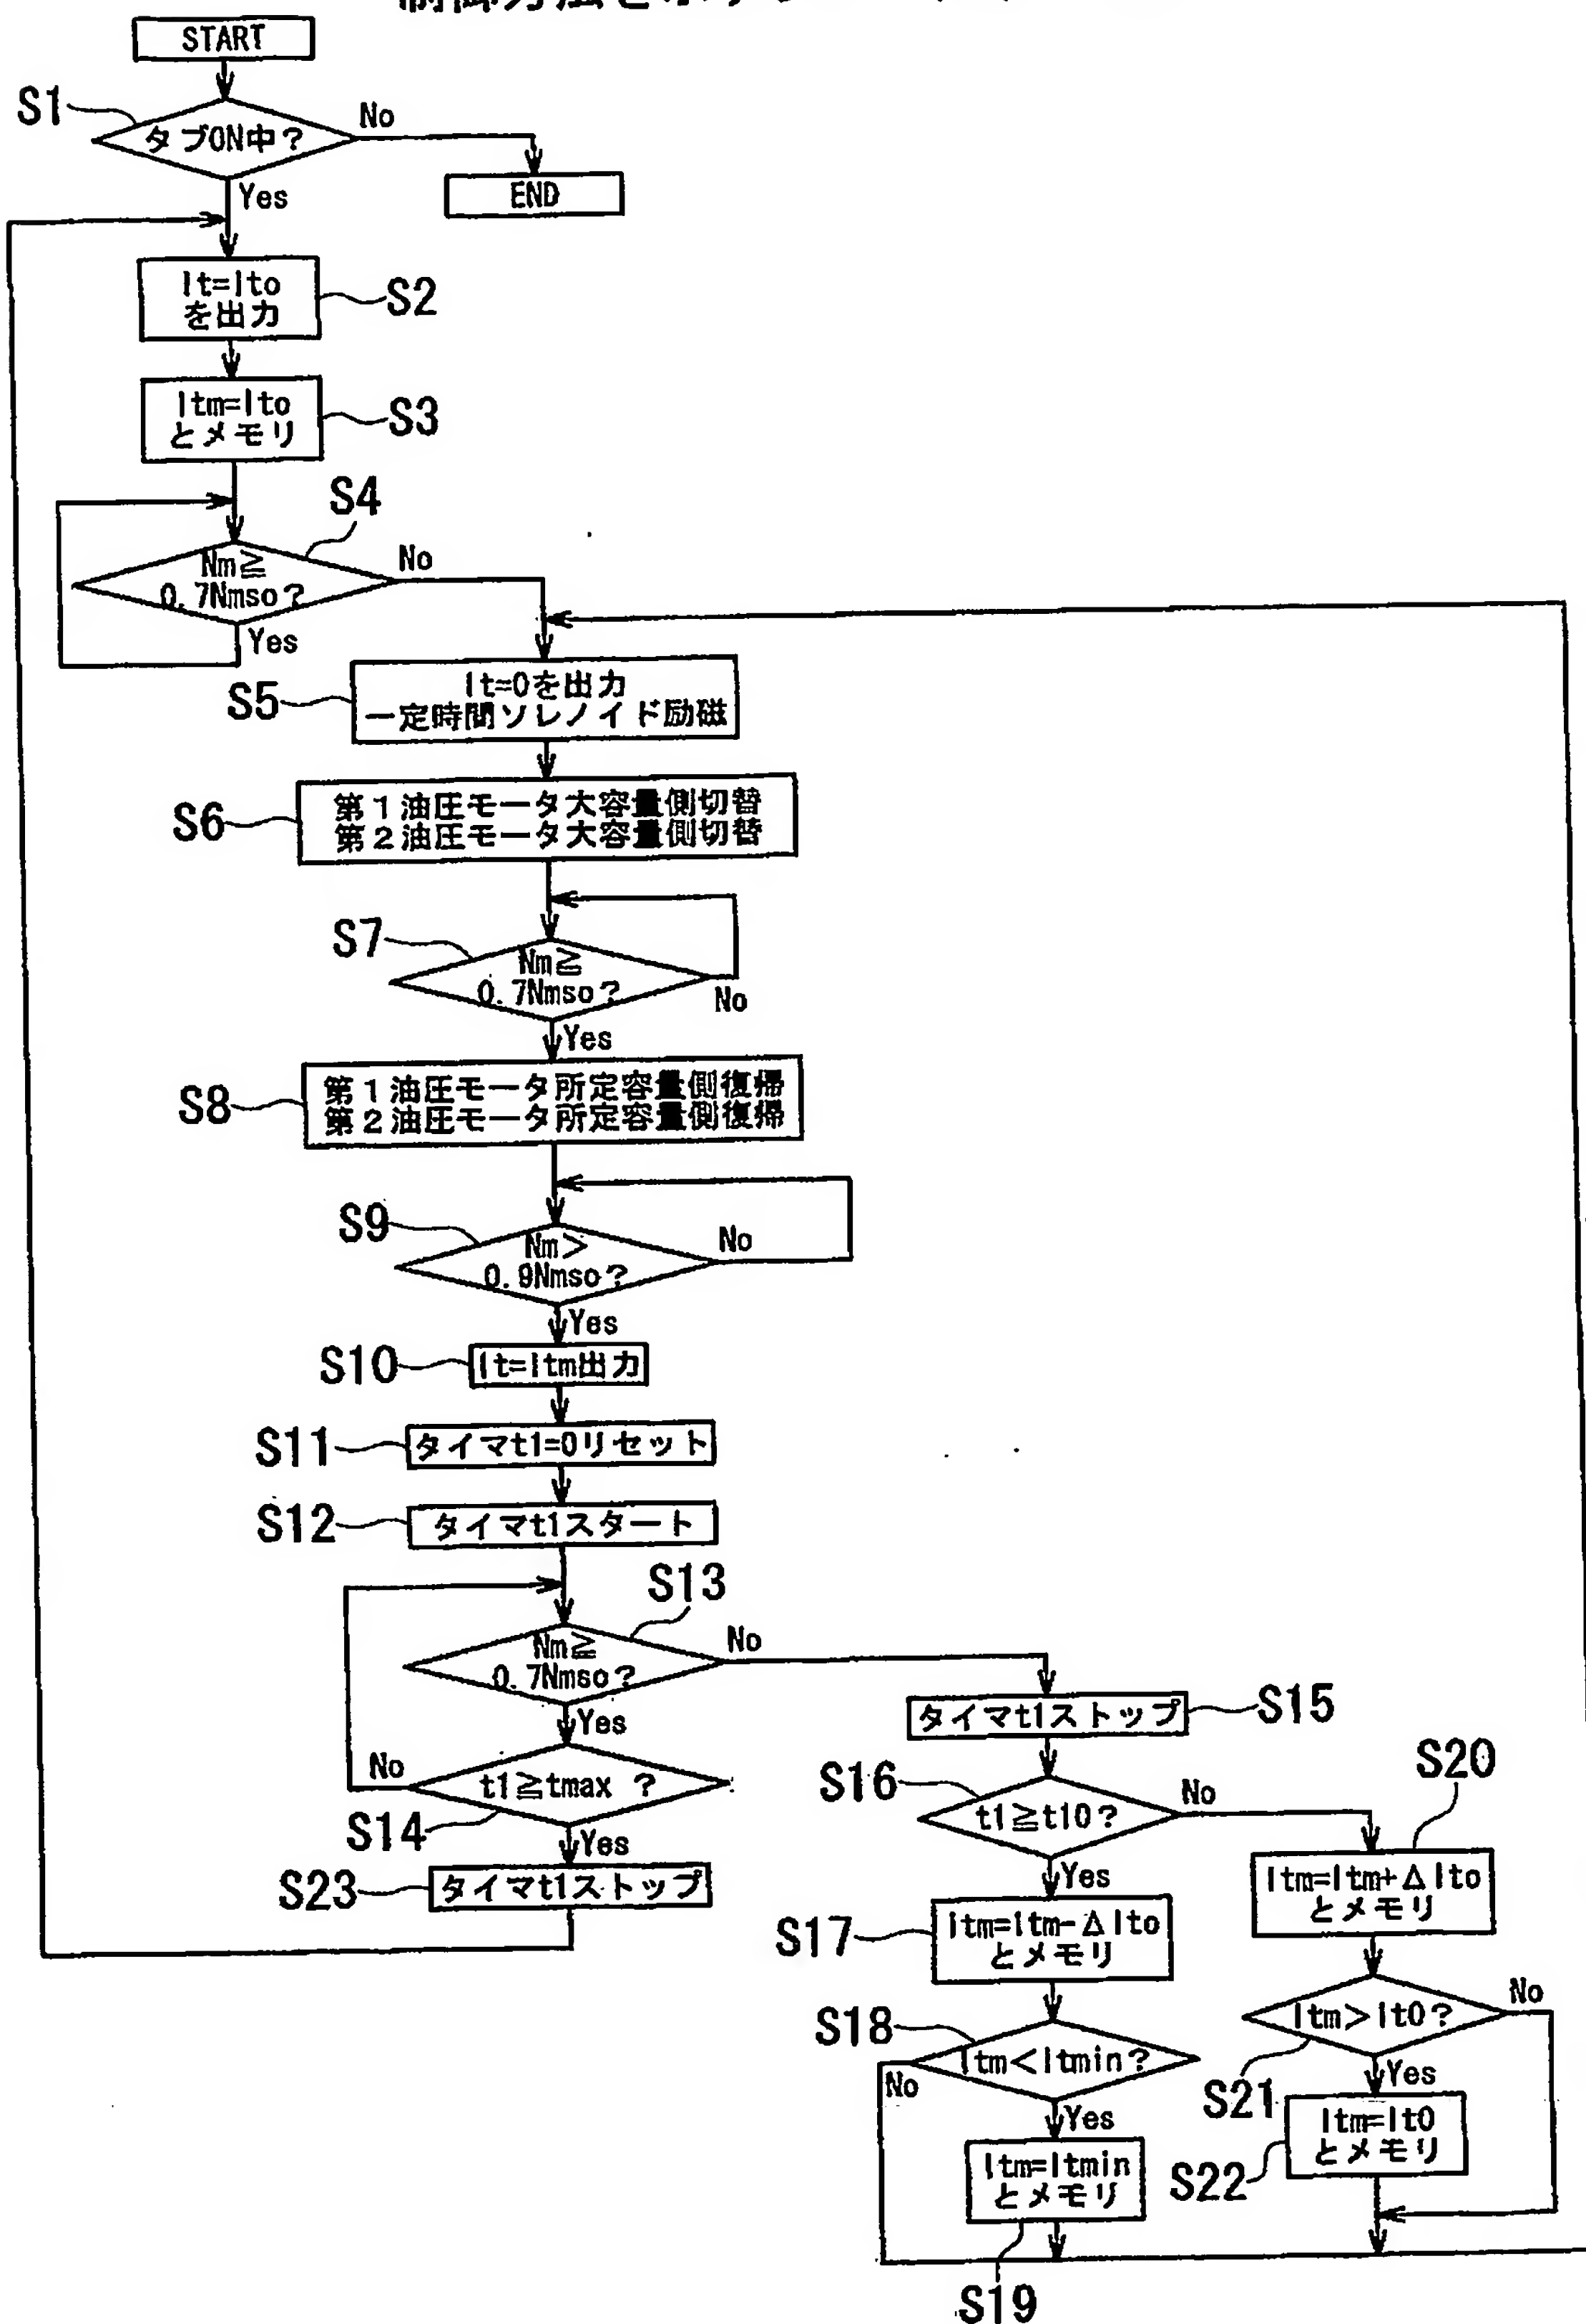 START
S1
タブON中?
No
END
Yes
It=Ito
を出力
S2
Itm=Ito
とメモリ
S3
S4
Nm≧
0.7Nmso?
No
Yes
S5
It=0を出力
一定時間ソレノイド励磁
S6
第1油圧モータ大容量側切替
第2油圧モータ大容量側切替
S7
Nm≧
0.7Nmso?
No
Yes
S8
第1油圧モータ所定容量側復帰
第2油圧モータ所定容量側復帰
S9
Nm>
0.9Nmso?
No
Yes
S10
It=Itm出力
S11
タイマt1=0リセット
S12
タイマt1スタート
S13
Nm≧
0.7Nmso?
No
Yes
No
t1≧tmax ?
S14
Yes
S23
タイマt1ストップ
タイマt1ストップ
S15
S16
t1≧t10?
No
Yes
S17
Itm=Itm-ΔIto
とメモリ
S18
Itm<Itmin?
No
Yes
Itm=Itmin
とメモリ
S19
S20
Itm=Itm+ΔIto
とメモリ
Itm>It0?
No
S21
Yes
Itm=It0
とメモリ
S22